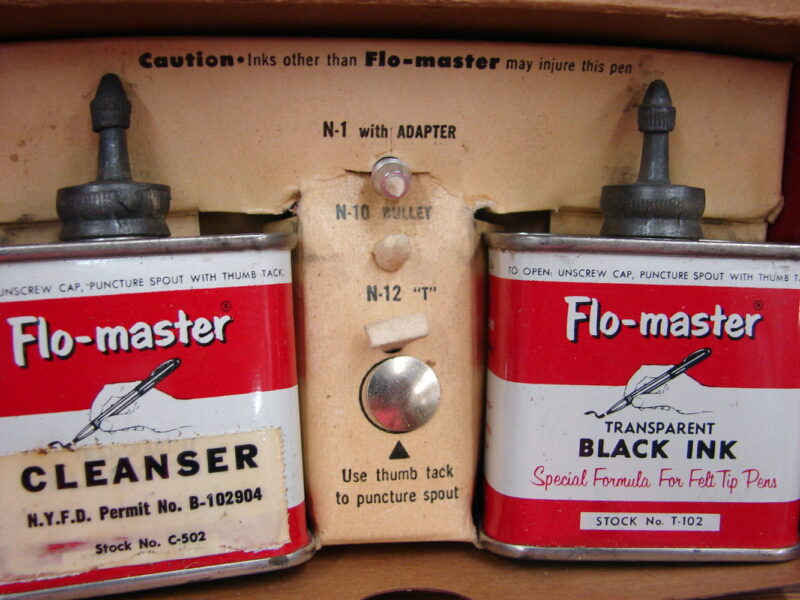 Caution • Inks other than Flo-master may injure this pen
N-1 with ADAPTER
N-10 BULLET
N-12 "T"
Use thumb tack
to puncture spout
UNSCREW CAP, PUNCTURE SPOUT WITH THUMB TACK.
Flo-master®
CLEANSER
N.Y.F.D. Permit No. B-102904
Stock No. C-502
TO OPEN: UNSCREW CAP, PUNCTURE SPOUT WITH THUMB T
Flo-master®
TRANSPARENT
BLACK INK
Special Formula For Felt Tip Pens
STOCK No. T-102